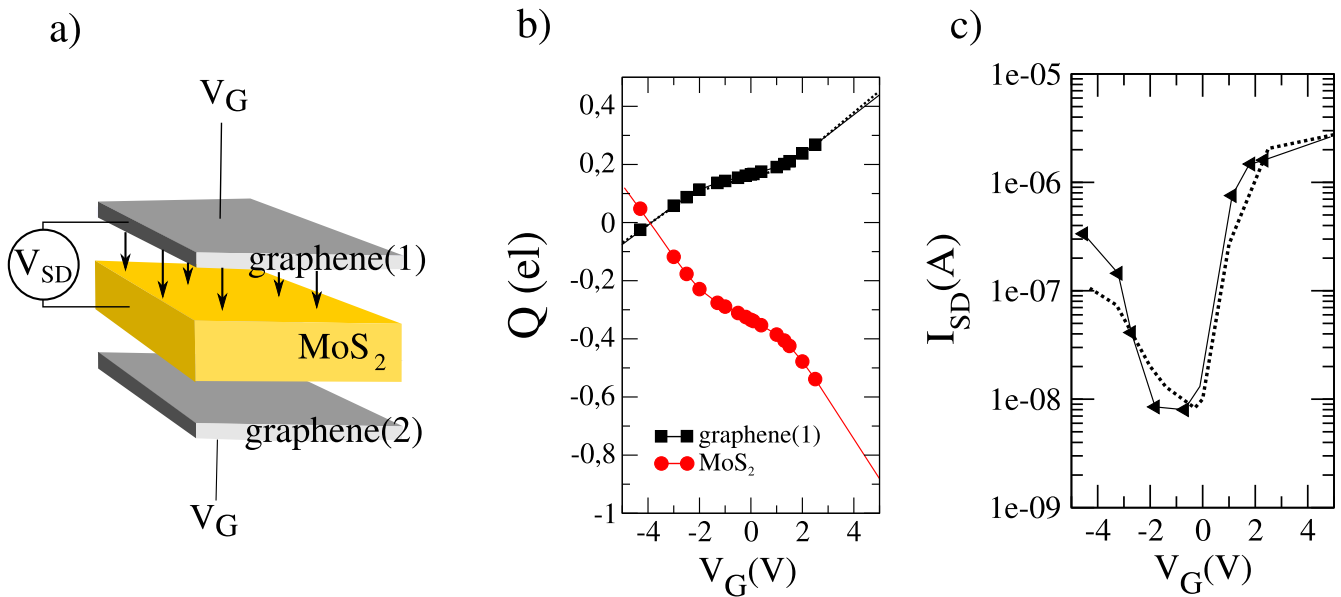 a)
V_G
V_SD
graphene(1)
MoS₂
graphene(2)
V_G
b)
Q (el)
0,4
0,2
0
-0,2
-0,4
-0,6
-0,8
-1
graphene(1)
MoS₂
-4 -2 0 2 4
V_G(V)
c)
I_SD(A)
1e-05
1e-06
1e-07
1e-08
1e-09
-4 -2 0 2 4
V_G(V)